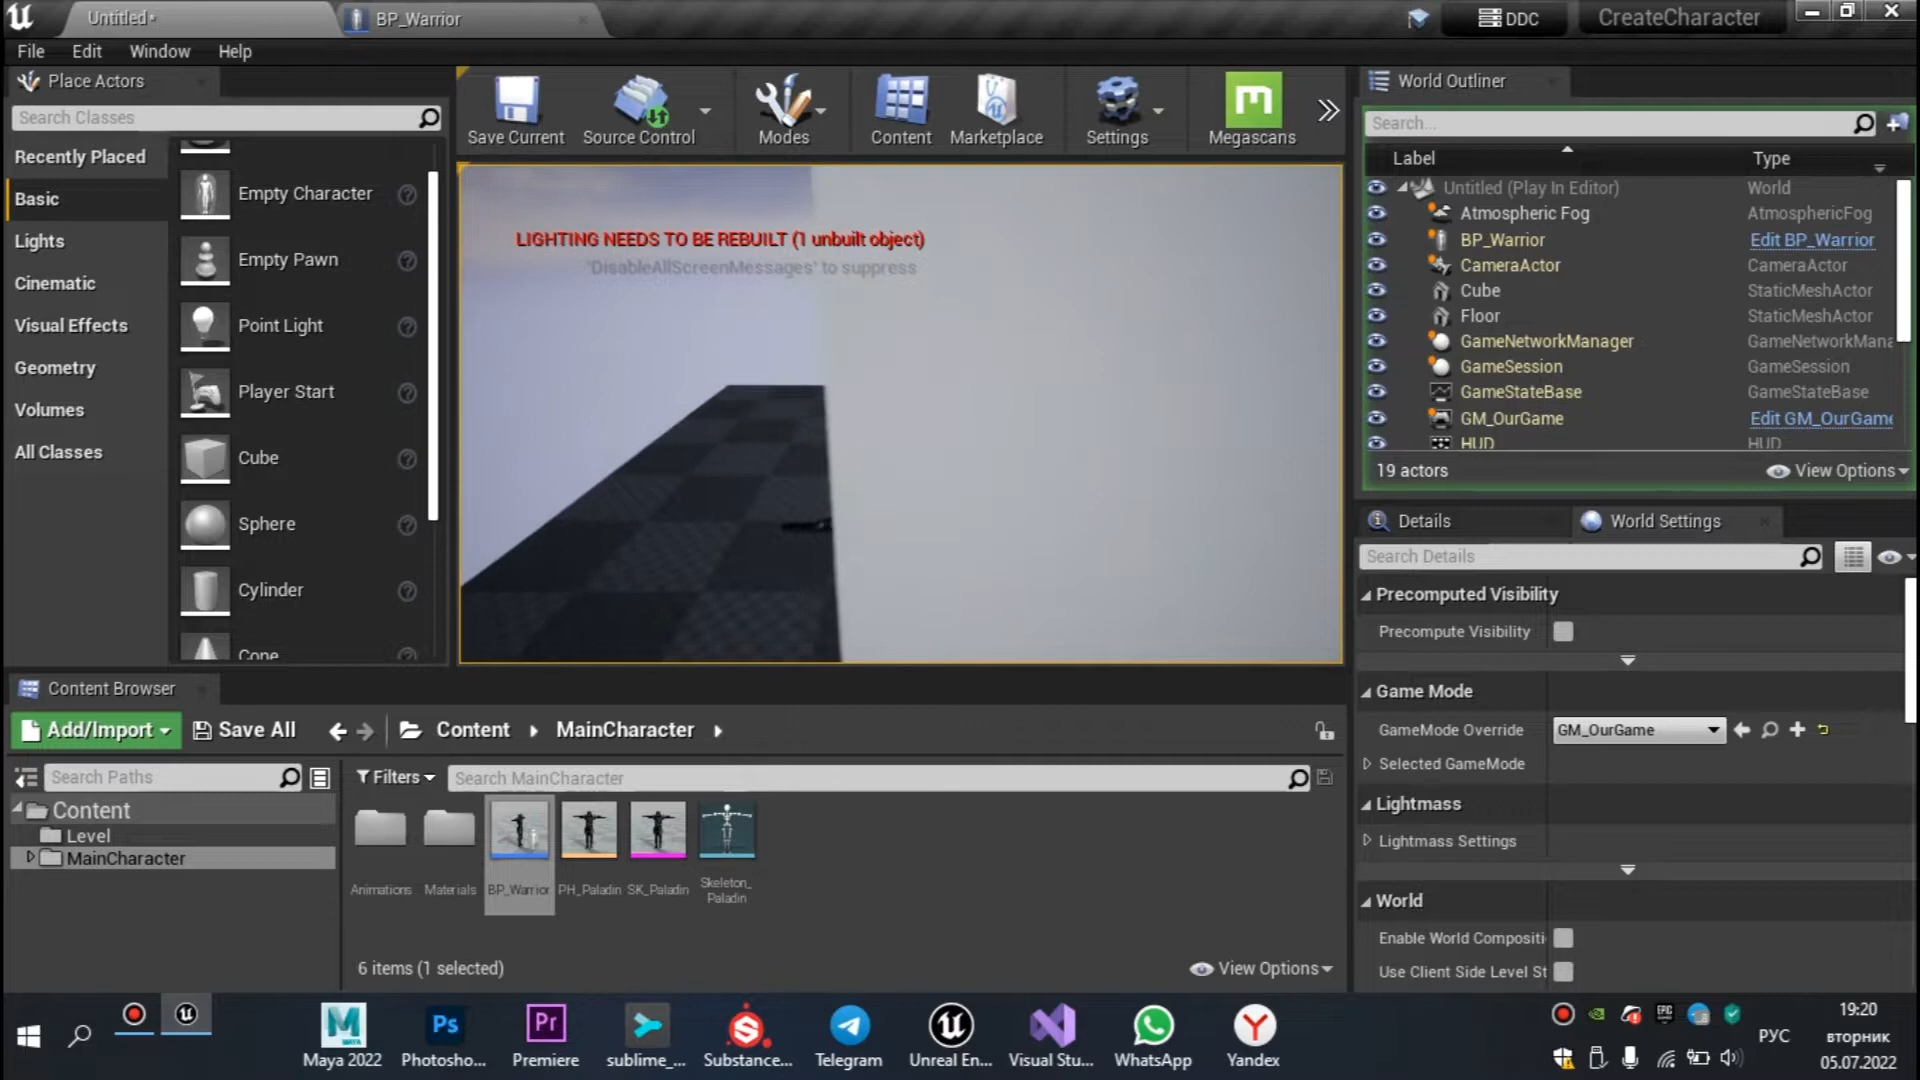 Untitled•
BP_Warrior
DDC
CreateCharacter
File
Edit
Window
Help
Place Actors
Search Classes
Recently Placed
Basic
Lights
Cinematic
Visual Effects
Geometry
Volumes
All Classes
Empty Character
Empty Pawn
Point Light
Player Start
Cube
Sphere
Cylinder
Cone
Save Current
Source Control
Modes
Content
Marketplace
Settings
Megascans
LIGHTING NEEDS TO BE REBUILT (1 unbuilt object)
'DisableAllScreenMessages' to suppress
World Outliner
Search...
Label
Type
Untitled (Play In Editor)
World
Atmospheric Fog
AtmosphericFog
BP_Warrior
Edit BP_Warrior
CameraActor
CameraActor
Cube
StaticMeshActor
Floor
StaticMeshActor
GameNetworkManager
GameNetworkMana
GameSession
GameSession
GameStateBase
GameStateBase
GM_OurGame
Edit GM_OurGame
HUD
HUD
19 actors
View Options
Details
World Settings
Search Details
Precomputed Visibility
Precompute Visibility
Game Mode
GameMode Override
GM_OurGame
Selected GameMode
Lightmass
Lightmass Settings
World
Enable World Compositi
Use Client Side Level St
Content Browser
Add/Import
Save All
Content
MainCharacter
Search Paths
Filters
Search MainCharacter
Content
Level
MainCharacter
Animations
Materials
BP_Warrior
PH_Paladin
SK_Paladin
Skeleton_
Paladin
6 items (1 selected)
View Options
Maya 2022
Photosho...
Premiere
sublime_...
Substance...
Telegram
Unreal En...
Visual Stu...
WhatsApp
Yandex
РУС
19:20
вторник
05.07.2022